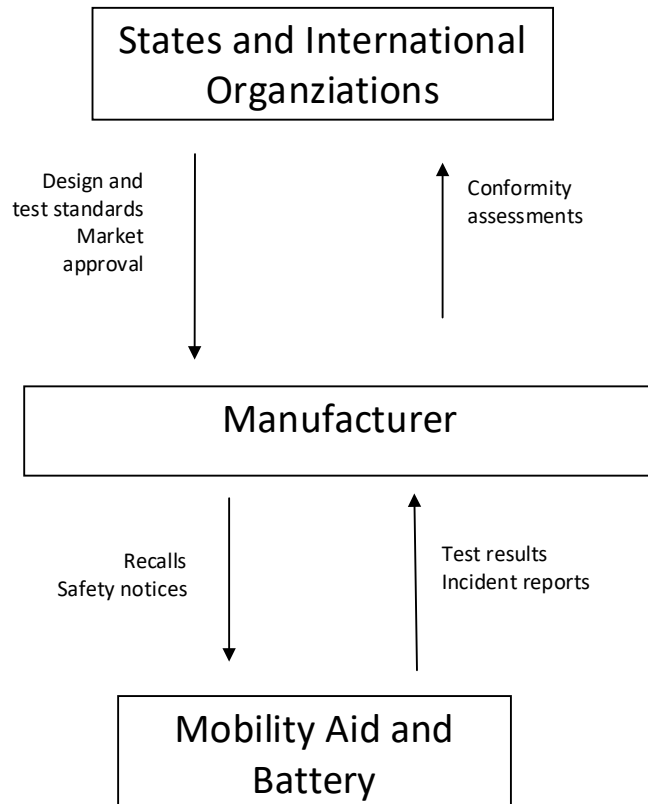 States and International
Organziations
Design and
test standards
Market
approval
Conformity
assessments
Manufacturer
Recalls
Safety notices
Test results
Incident reports
Mobility Aid and
Battery